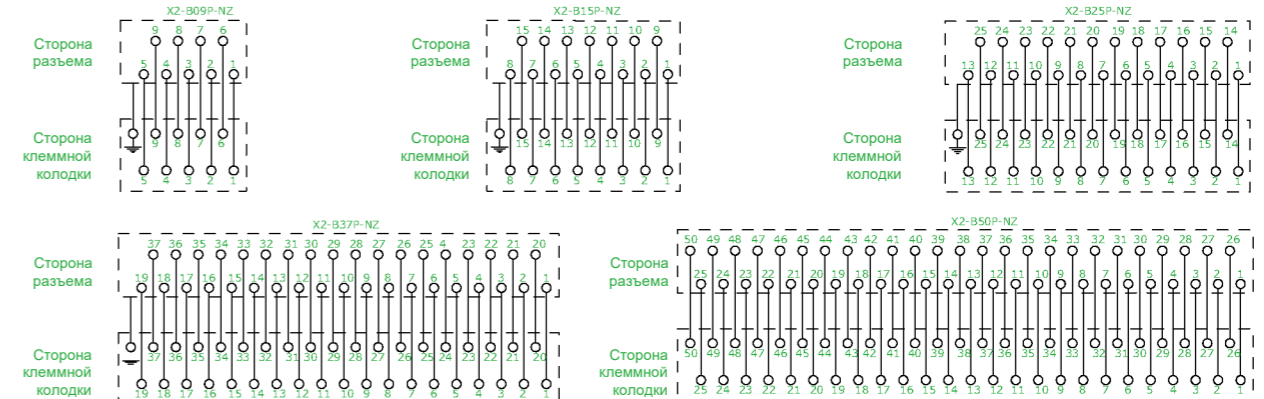 X2-B09P-NZ
Сторона
разъема
9 8 7 6
5 4 3 2 1
Сторона
клеммной
колодки
9 8 7 6
5 4 3 2 1
X2-B15P-NZ
Сторона
разъема
15 14 13 12 11 10 9
8 7 6 5 4 3 2 1
Сторона
клеммной
колодки
15 14 13 12 11 10 9
8 7 6 5 4 3 2 1
X2-B25P-NZ
Сторона
разъема
25 24 23 22 21 20 19 18 17 16 15 14
13 12 11 10 9 8 7 6 5 4 3 2 1
Сторона
клеммной
колодки
25 24 23 22 21 20 19 18 17 16 15 14
13 12 11 10 9 8 7 6 5 4 3 2 1
X2-B37P-NZ
Сторона
разъема
37 36 35 34 33 32 31 30 29 28 27 26 25 4 23 22 21 20
19 18 17 16 15 14 13 12 11 10 9 8 7 6 5 4 3 2 1
Сторона
клеммной
колодки
37 36 35 34 33 32 31 30 29 28 27 26 25 24 23 22 21 20
19 18 17 16 15 14 13 12 11 10 9 8 7 6 5 4 3 2 1
X2-B50P-NZ
Сторона
разъема
50 49 48 47 46 45 44 43 42 41 40 39 38 37 36 35 34 33 32 31 30 29 28 27 26
25 24 23 22 21 20 19 18 17 16 15 14 13 12 11 10 9 8 7 6 5 4 3 2 1
Сторона
клеммной
колодки
50 49 48 47 46 45 44 43 42 41 40 39 38 37 36 35 34 33 32 31 30 29 28 27 26
25 24 23 22 21 20 19 18 17 16 15 14 13 12 11 10 9 8 7 6 5 4 3 2 1